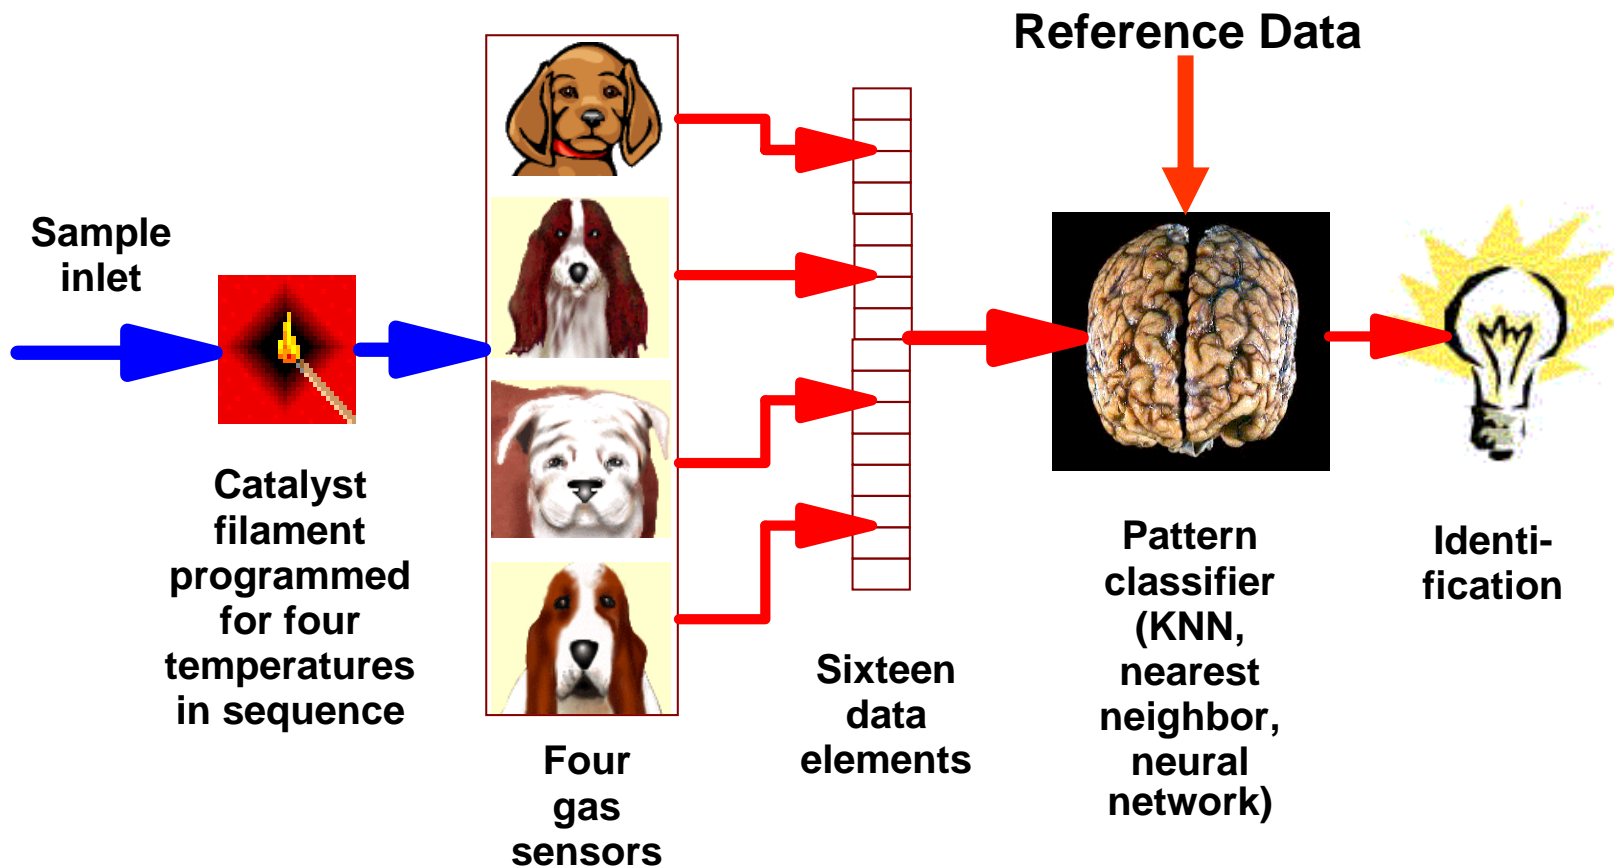 Reference Data
Sample
inlet
Catalyst
filament
programmed
for four
temperatures
in sequence
Four
gas
sensors
Sixteen
data
elements
Pattern
classifier
(KNN,
nearest
neighbor,
neural
network)
Identi-
fication